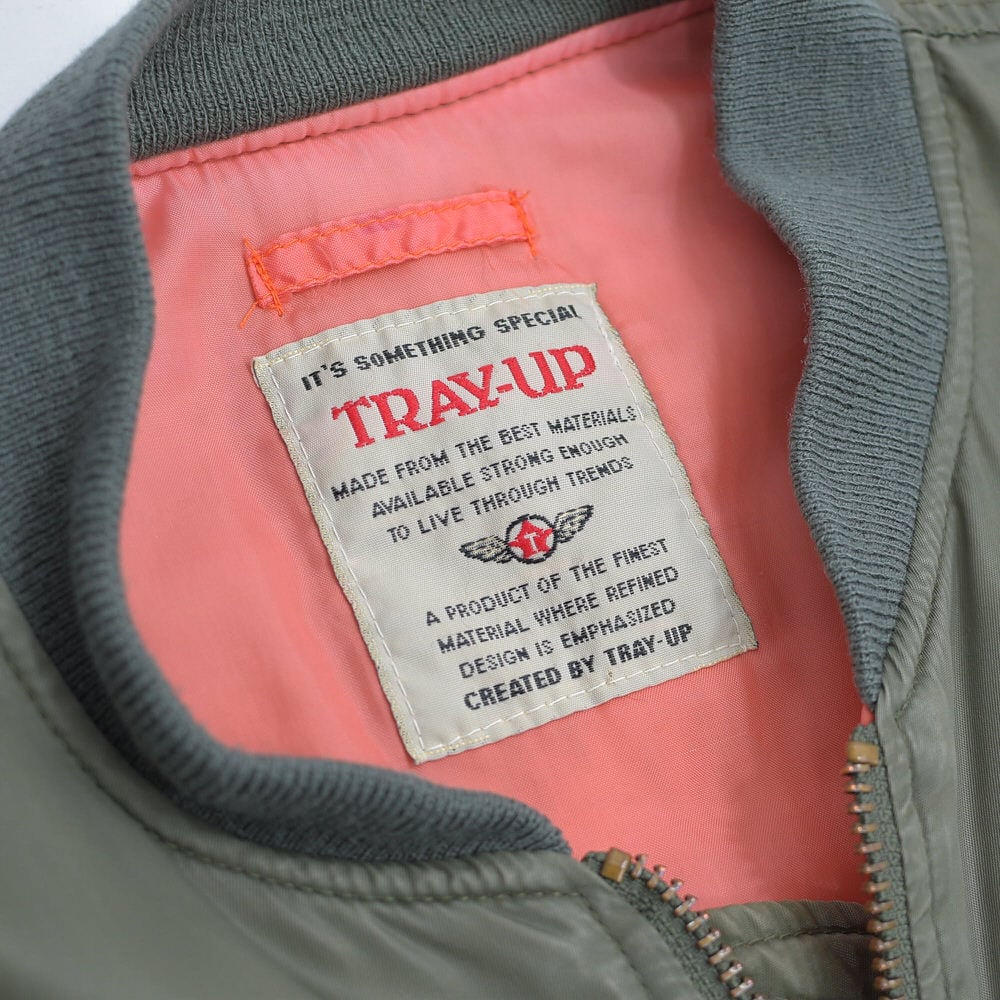 IT'S SOMETHING SPECIAL
TRAY-UP
MADE FROM THE BEST MATERIALS
AVAILABLE STRONG ENOUGH
TO LIVE THROUGH TRENDS
T
A PRODUCT OF THE FINEST
MATERIAL WHERE REFINED
DESIGN IS EMPHASIZED
CREATED BY TRAY-UP